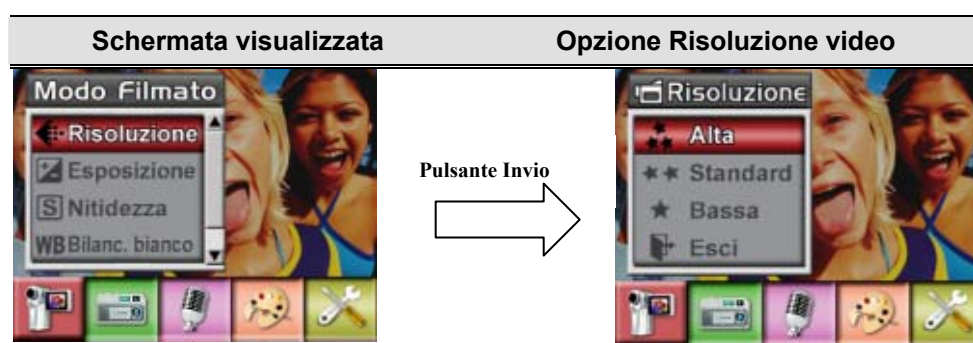 Schermata visualizzata
Opzione Risoluzione video
Modo Filmato
Risoluzione
Esposizione
S Nitidezza
WB Bilanc. bianco
Pulsante Invio
Risoluzione
Alta
Standard
Bassa
Esci